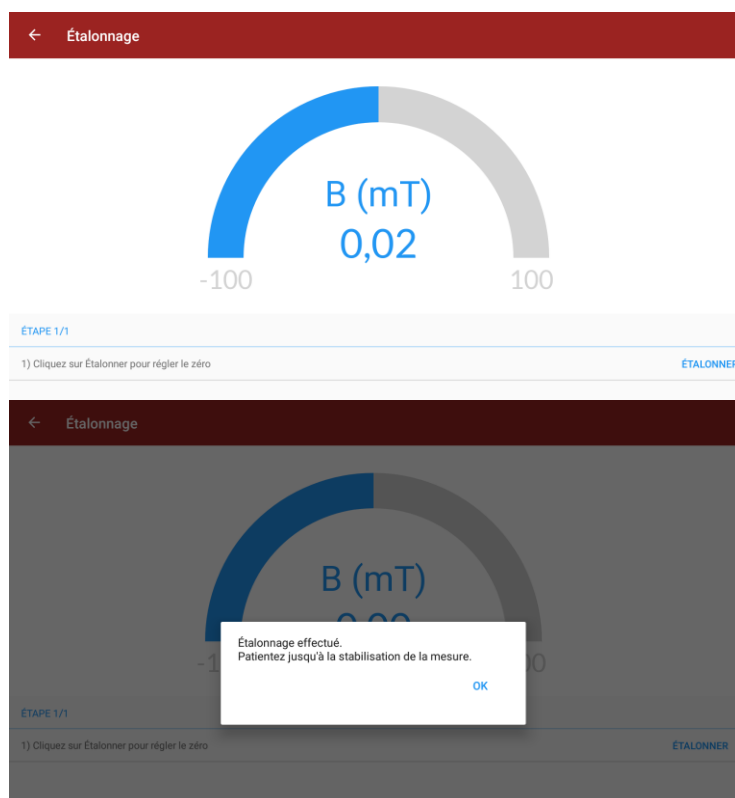 Étalonnage
B (mT)
0,02
-100
100
ÉTAPE 1/1
1) Cliquez sur Étalonner pour régler le zéro
ÉTALONNER
Étalonnage
B (mT)
Étalonnage effectué.
Patientez jusqu'à la stabilisation de la mesure.
OK
ÉTAPE 1/1
1) Cliquez sur Étalonner pour régler le zéro
ÉTALONNER